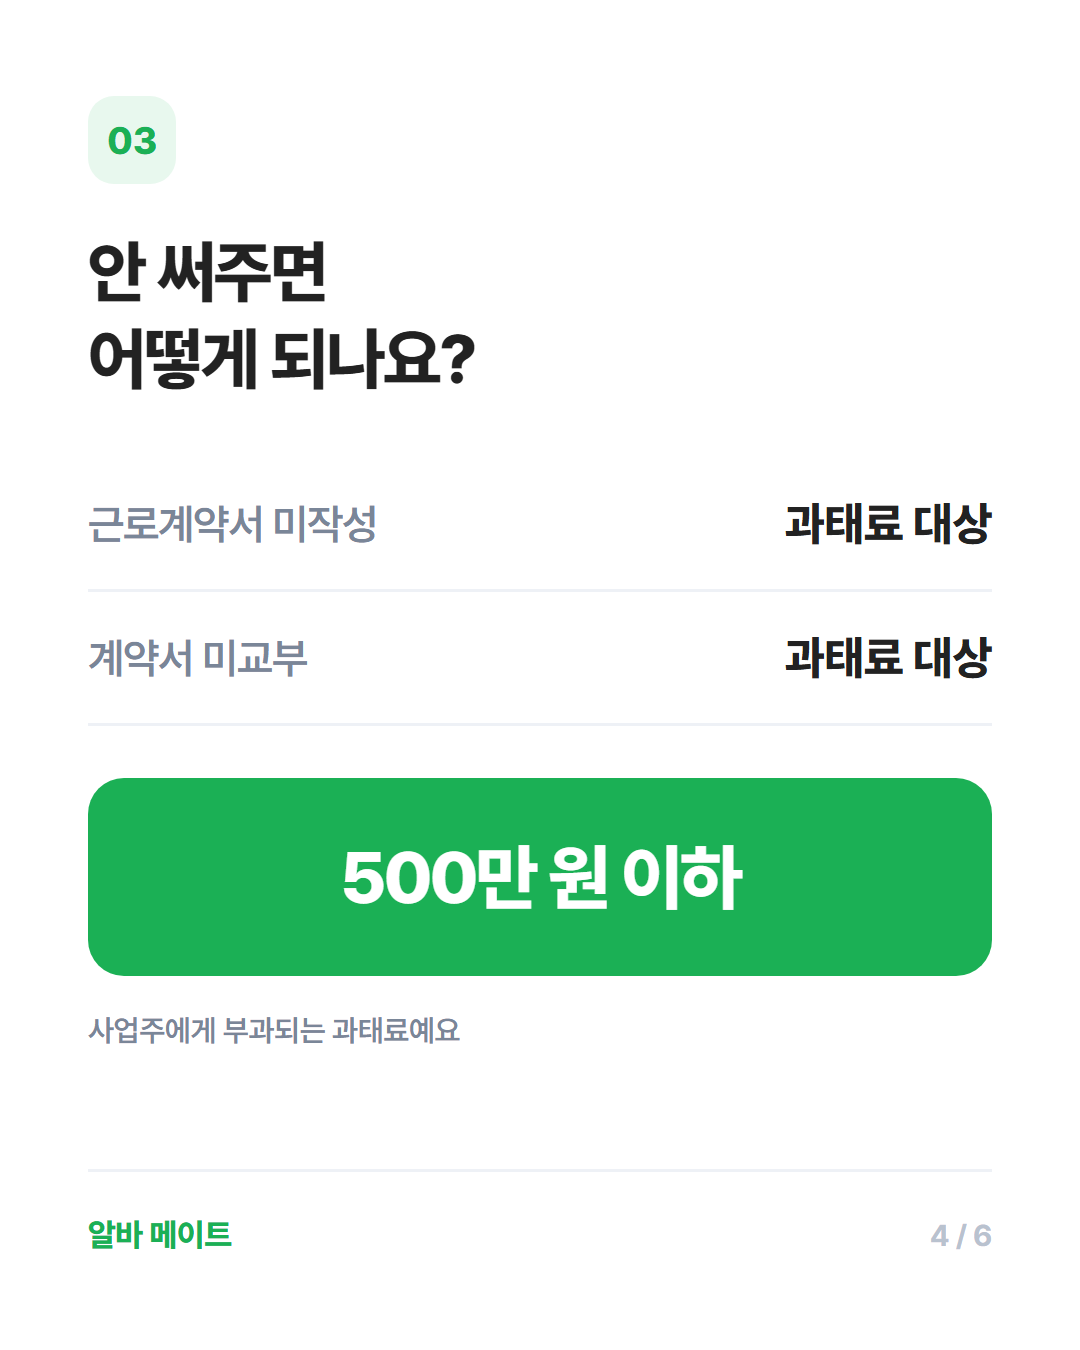 03
안 써주면
어떻게 되나요?
근로계약서 미작성 과태료 대상
계약서 미교부 과태료 대상
500만 원 이하
사업주에게 부과되는 과태료예요
알바 메이트 4 / 6